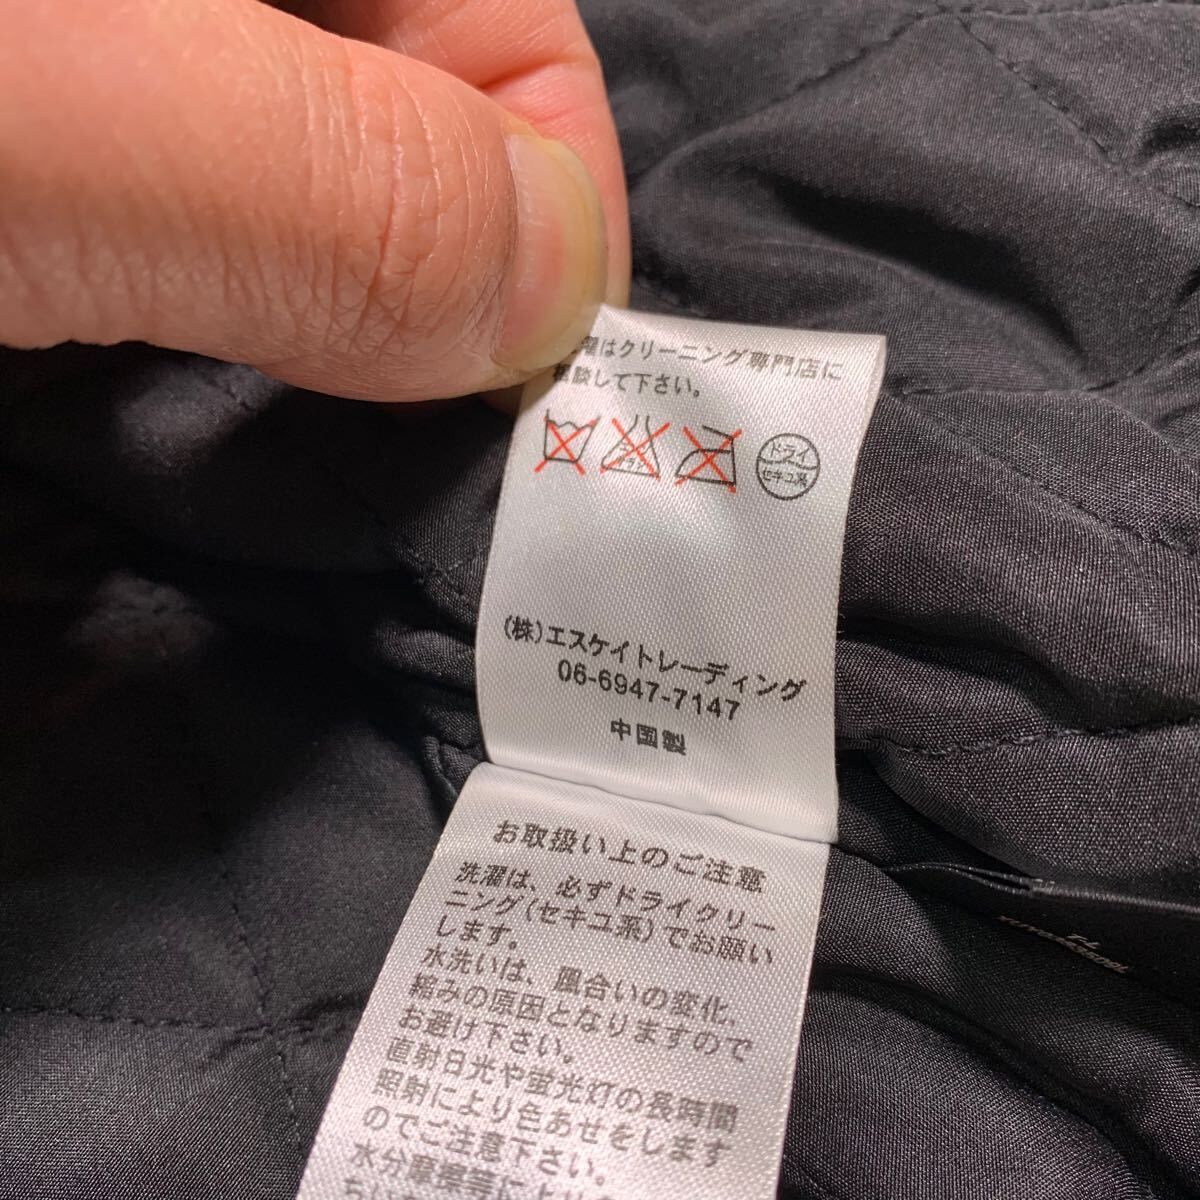 洗濯はクリーニング専門店に
相談して下さい。
ドライ
セキユ系
(株)エスケイトレーディング
06-6947-7147
中国製
お取扱い上のご注意
洗濯は、必ずドライクリー
ニング(セキユ系)でお願い
します。
水洗いは、風合いの変化、
縮みの原因となりますので
お避け下さい。
直射日光や蛍光灯の長時間
照射により色あせをします
のでご注意下さい。
水分摩擦等により